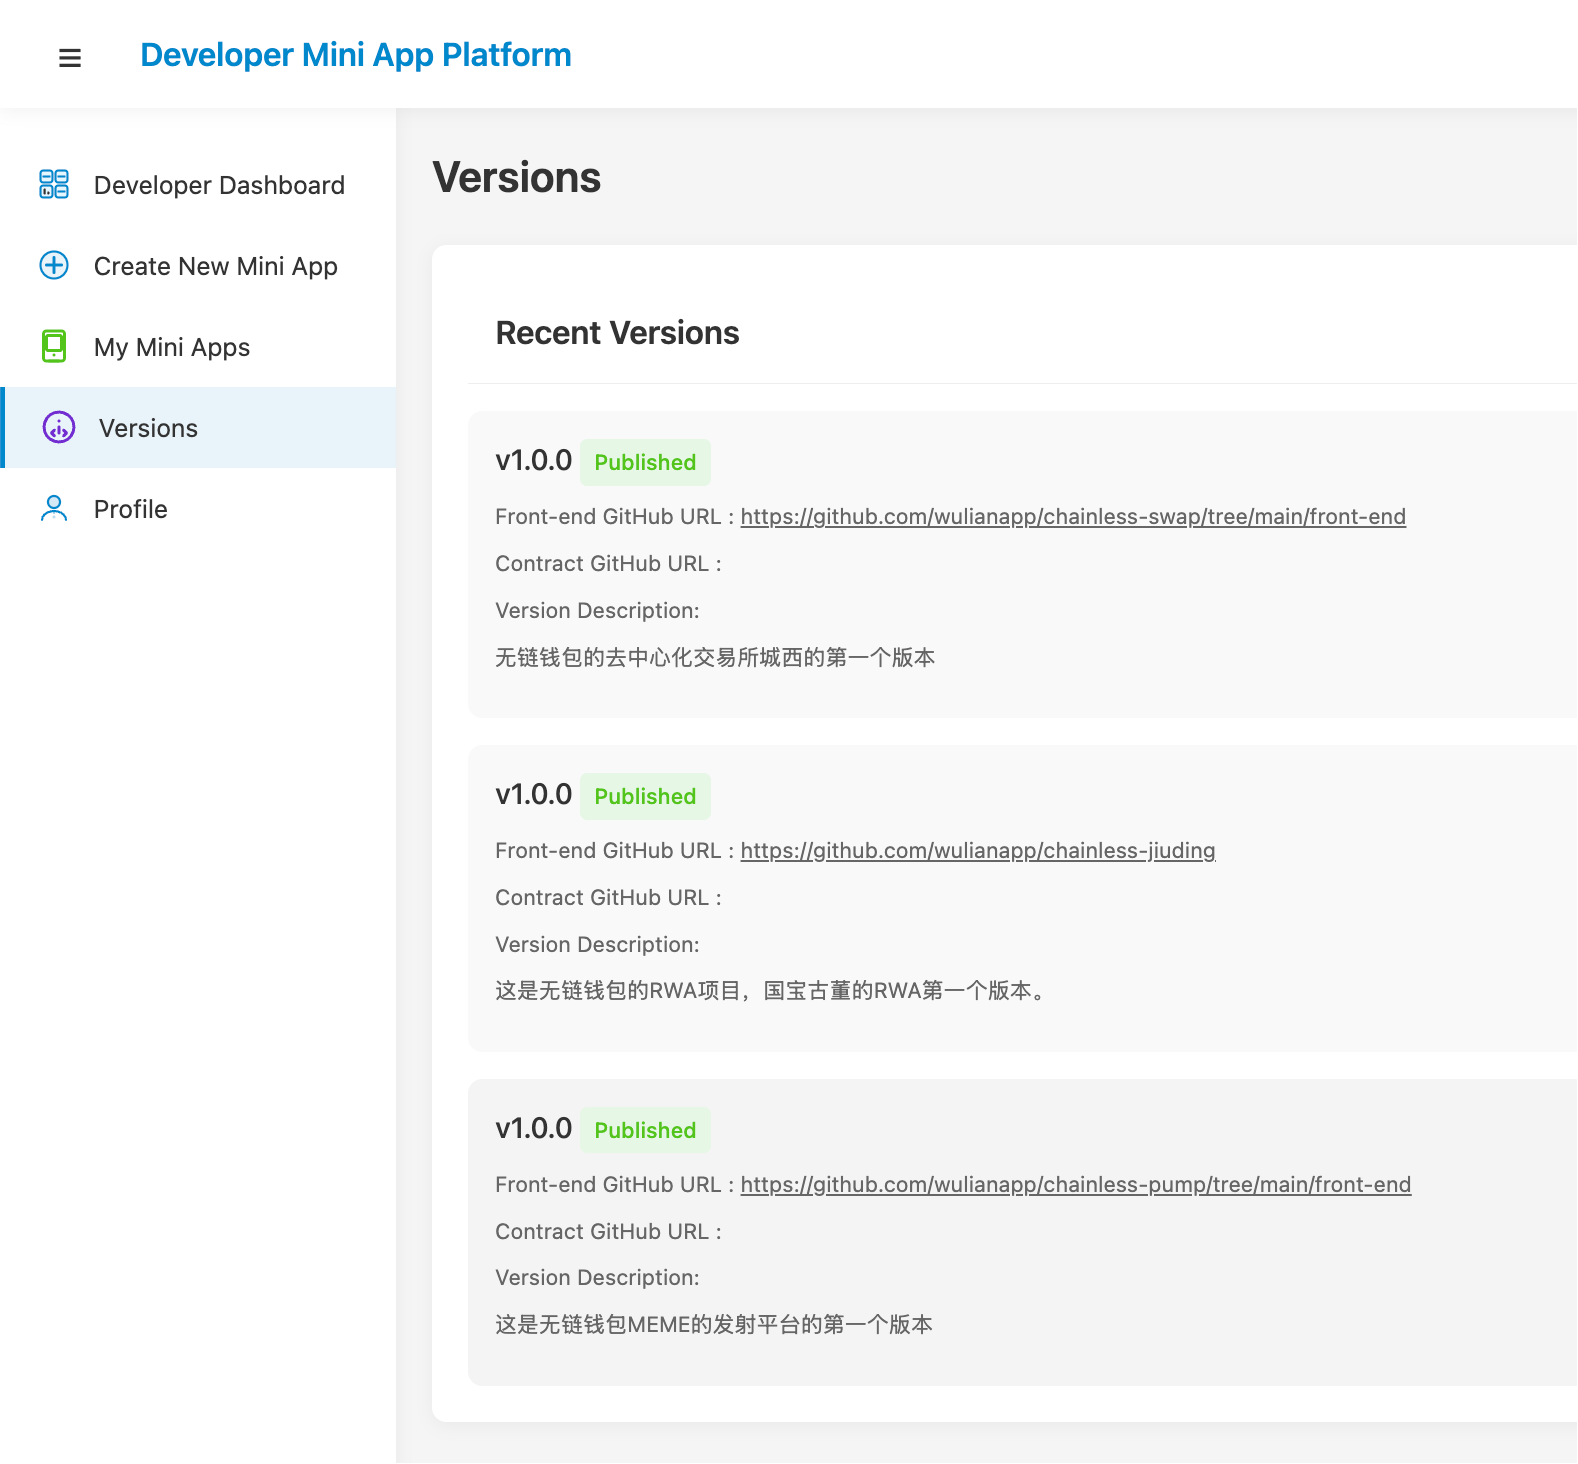 Developer Mini App Platform
Developer Dashboard
Create New Mini App
My Mini Apps
Versions
Profile
Versions
Recent Versions
v1.0.0 Published
Front-end GitHub URL : https://github.com/wulianapp/chainless-swap/tree/main/front-end
Contract GitHub URL :
Version Description:
无链钱包的去中心化交易所城西的第一个版本
v1.0.0 Published
Front-end GitHub URL : https://github.com/wulianapp/chainless-jiuding
Contract GitHub URL :
Version Description:
这是无链钱包的RWA项目，国宝古董的RWA第一个版本。
v1.0.0 Published
Front-end GitHub URL : https://github.com/wulianapp/chainless-pump/tree/main/front-end
Contract GitHub URL :
Version Description:
这是无链钱包MEME的发射平台的第一个版本